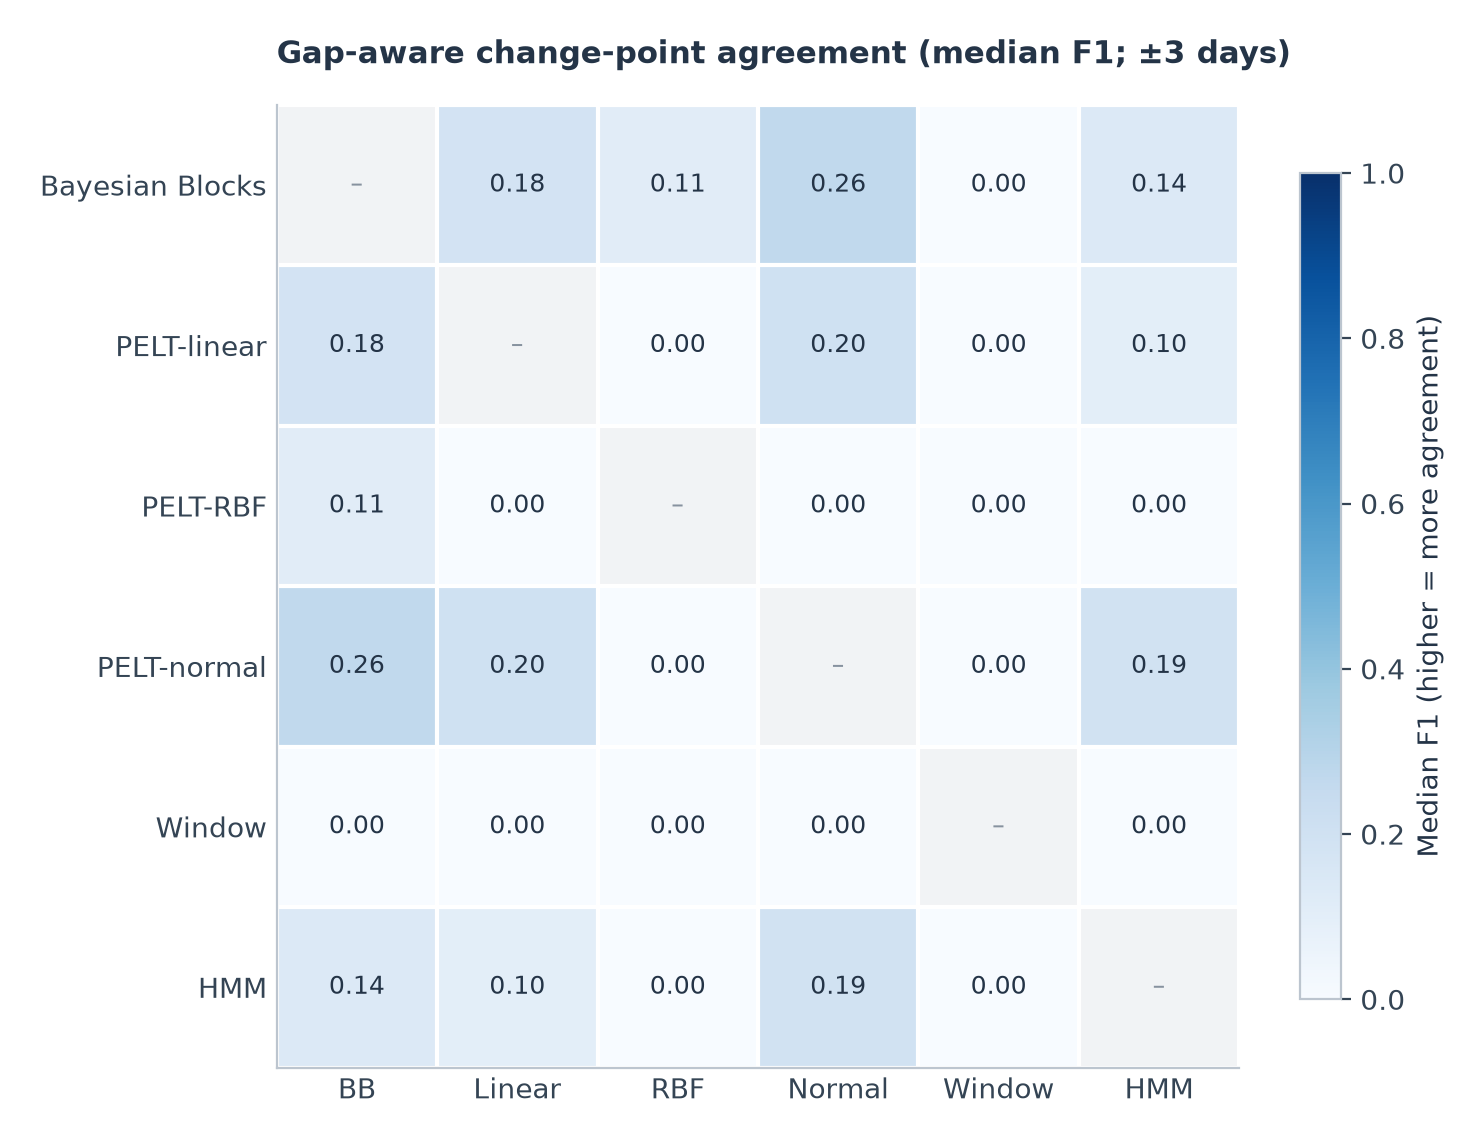 Gap-aware change-point agreement (median F1; ±3 days)
Bayesian Blocks – 0.18 0.11 0.26 0.00 0.14
PELT-linear 0.18 – 0.00 0.20 0.00 0.10
PELT-RBF 0.11 0.00 – 0.00 0.00 0.00
PELT-normal 0.26 0.20 0.00 – 0.00 0.19
Window 0.00 0.00 0.00 0.00 – 0.00
HMM 0.14 0.10 0.00 0.19 0.00 –
BB Linear RBF Normal Window HMM
1.0
0.8
0.6
0.4
0.2
0.0
Median F1 (higher = more agreement)